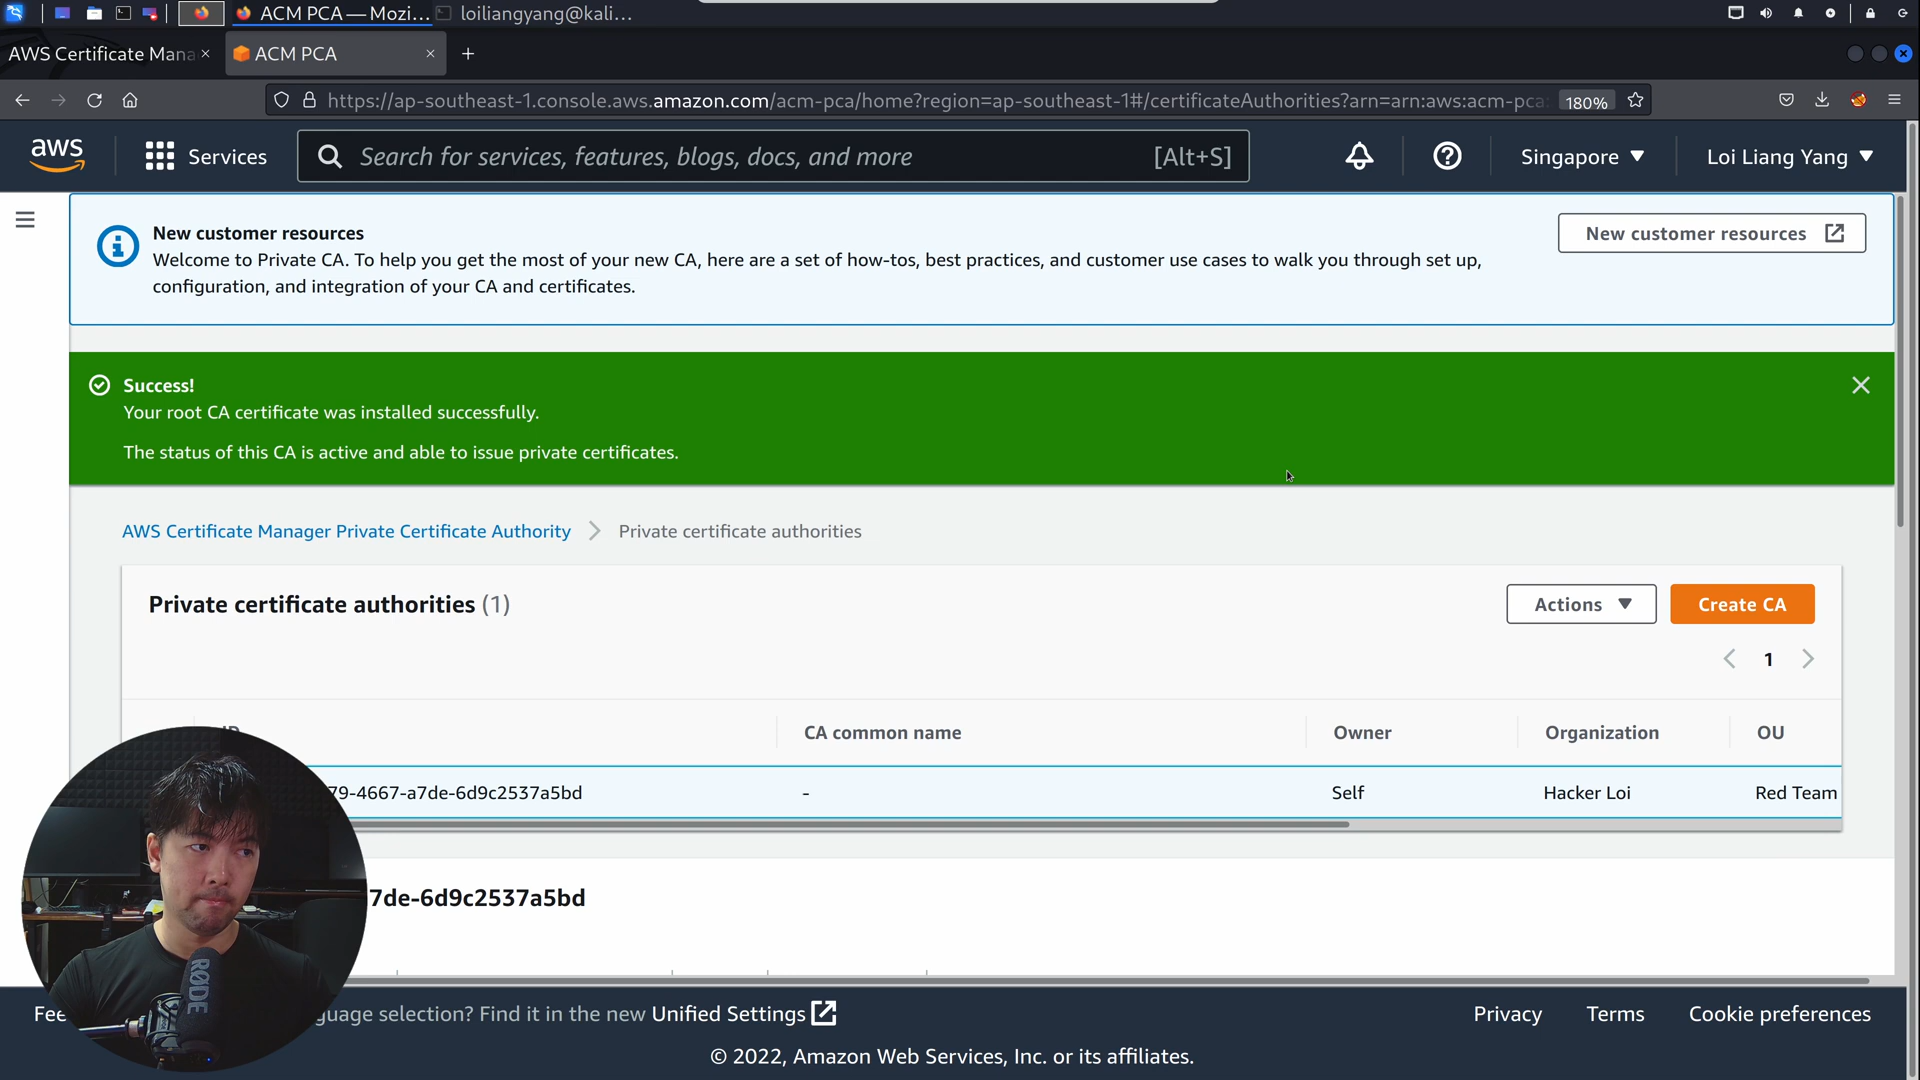 ACM PCA — Mozi...
loiliangyang@kali...
AWS Certificate Mana
ACM PCA
https://ap-southeast-1.console.aws.amazon.com/acm-pca/home?region=ap-southeast-1#/certificateAuthorities?arn=arn:aws:acm-pca:
180%
aws
Services
Search for services, features, blogs, docs, and more
[Alt+S]
Singapore
Loi Liang Yang
New customer resources
Welcome to Private CA. To help you get the most of your new CA, here are a set of how-tos, best practices, and customer use cases to walk you through set up,
configuration, and integration of your CA and certificates.
New customer resources
Success!
Your root CA certificate was installed successfully.
The status of this CA is active and able to issue private certificates.
AWS Certificate Manager Private Certificate Authority
Private certificate authorities
Private certificate authorities (1)
Actions
Create CA
1
ID
CA common name
Owner
Organization
OU
79-4667-a7de-6d9c2537a5bd
-
Self
Hacker Loi
Red Team
7de-6d9c2537a5bd
RØDE
Fee
guage selection? Find it in the new Unified Settings
Privacy
Terms
Cookie preferences
© 2022, Amazon Web Services, Inc. or its affiliates.